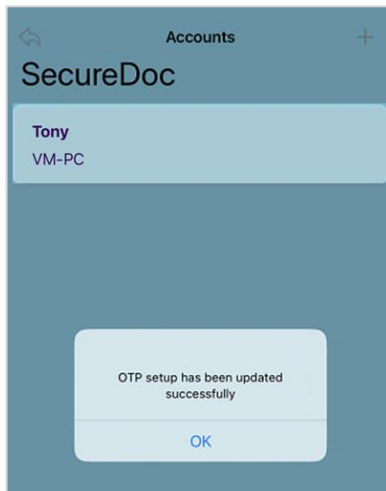 Accounts
SecureDoc
Tony
VM-PC
OTP setup has been updated
successfully
OK